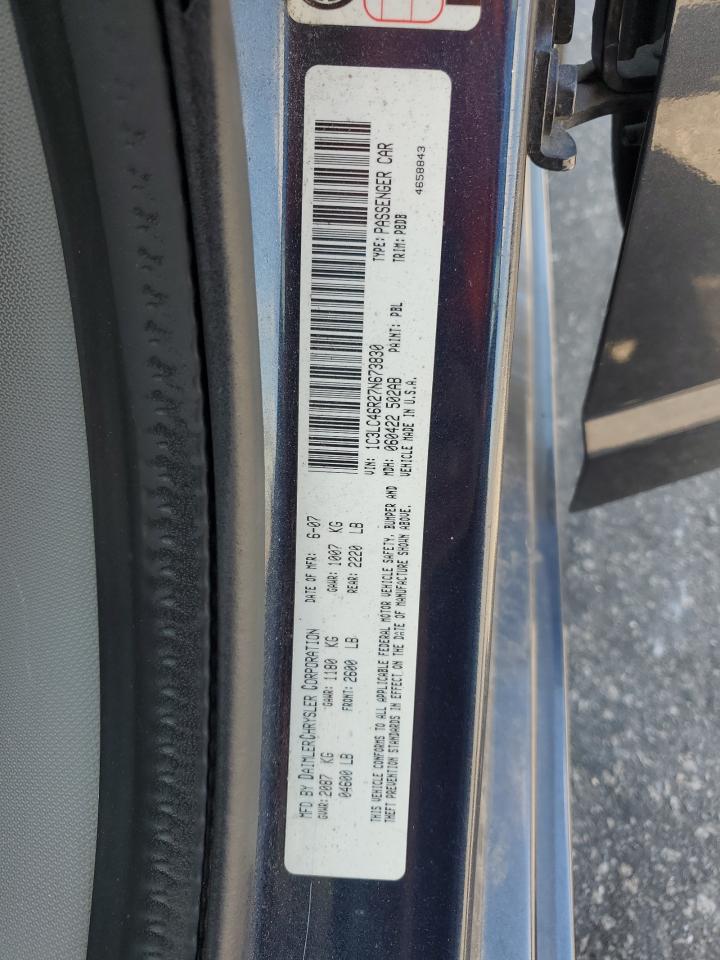 MFD BY DAIMLERCHRYSLER CORPORATION DATE OF MFR: 6-07
GVWR: 2087 KG GAWR: 1180 KG GAWR: 1007 KG
04600 LB FRONT: 2600 LB REAR: 2220 LB
THIS VEHICLE CONFORMS TO ALL APPLICABLE FEDERAL MOTOR VEHICLE SAFETY, BUMPER AND
THEFT PREVENTION STANDARDS IN EFFECT ON THE DATE OF MANUFACTURE SHOWN ABOVE.
VIN: 1C3LC46R27N673830 TYPE: PASSENGER CAR
MDH: 060422 502AB PAINT: PBL TRIM: P8DB
VEHICLE MADE IN U.S.A. 4658843